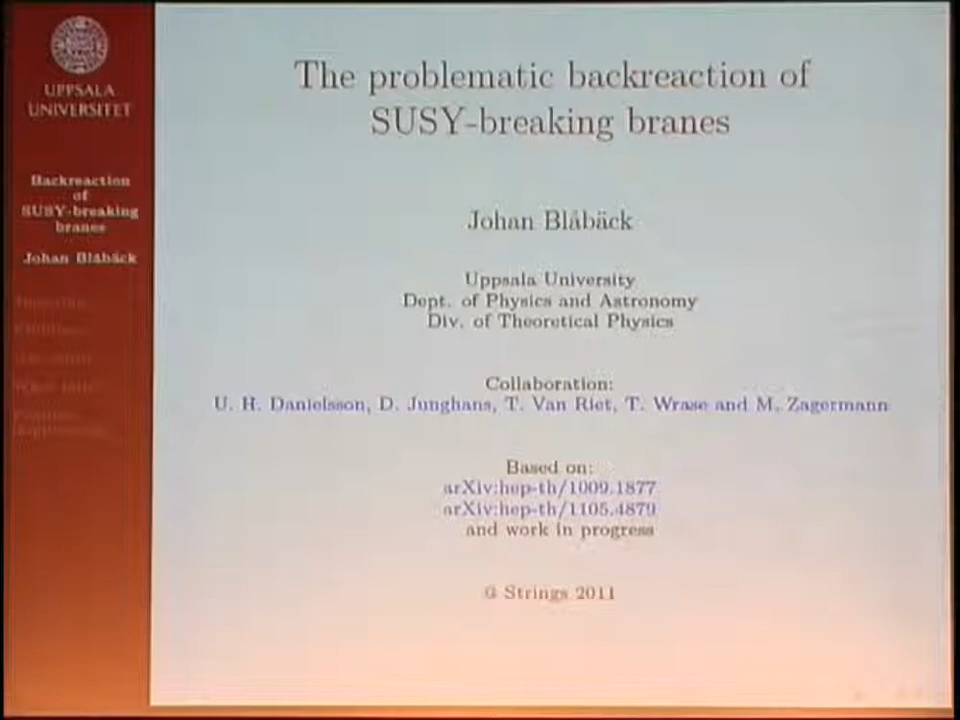 UPPSALA
UNIVERSITET
Backreaction
of
SUSY-breaking
branes
Johan Blåbäck
The problematic backreaction of
SUSY-breaking branes
Johan Blåbäck
Uppsala University
Dept. of Physics and Astronomy
Div. of Theoretical Physics
Collaboration:
U. H. Danielsson, D. Junghans, T. Van Riet, T. Wrase and M. Zagermann
Based on:
arXiv:hep-th/1009.1877
arXiv:hep-th/1105.4879
and work in progress
@ Strings 2011